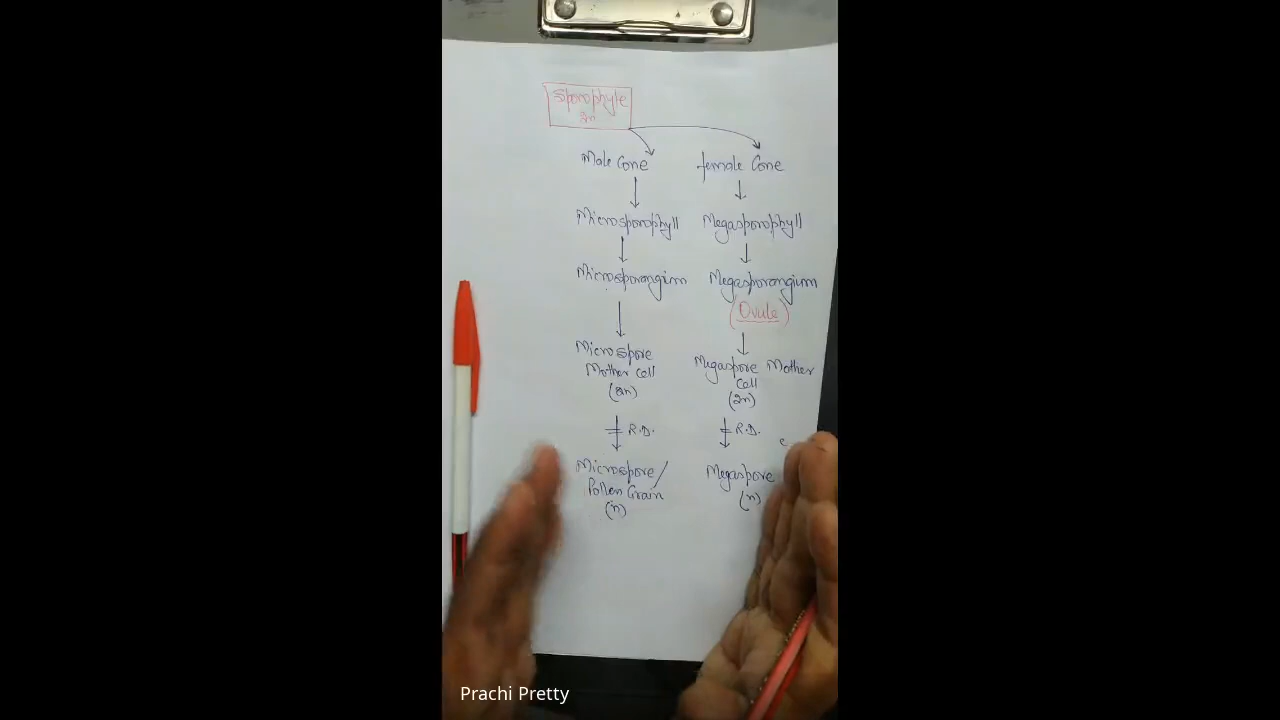 Sporophyte
2n
Male Cone
female Cone
Microsporophyll
Megasporophyll
Microsporangium
Megasporangium
(Ovule)
Microspore
Mother Cell
(2n)
Megaspore Mother
Cell
(2n)
R.D.
R.D.
Microspore/
Pollen Grain
(n)
Megaspore
(n)
Prachi Pretty